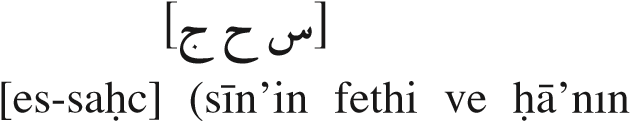 [س ح ج]
[es-saḥc] (sīn’in fethi ve ḥā’nın